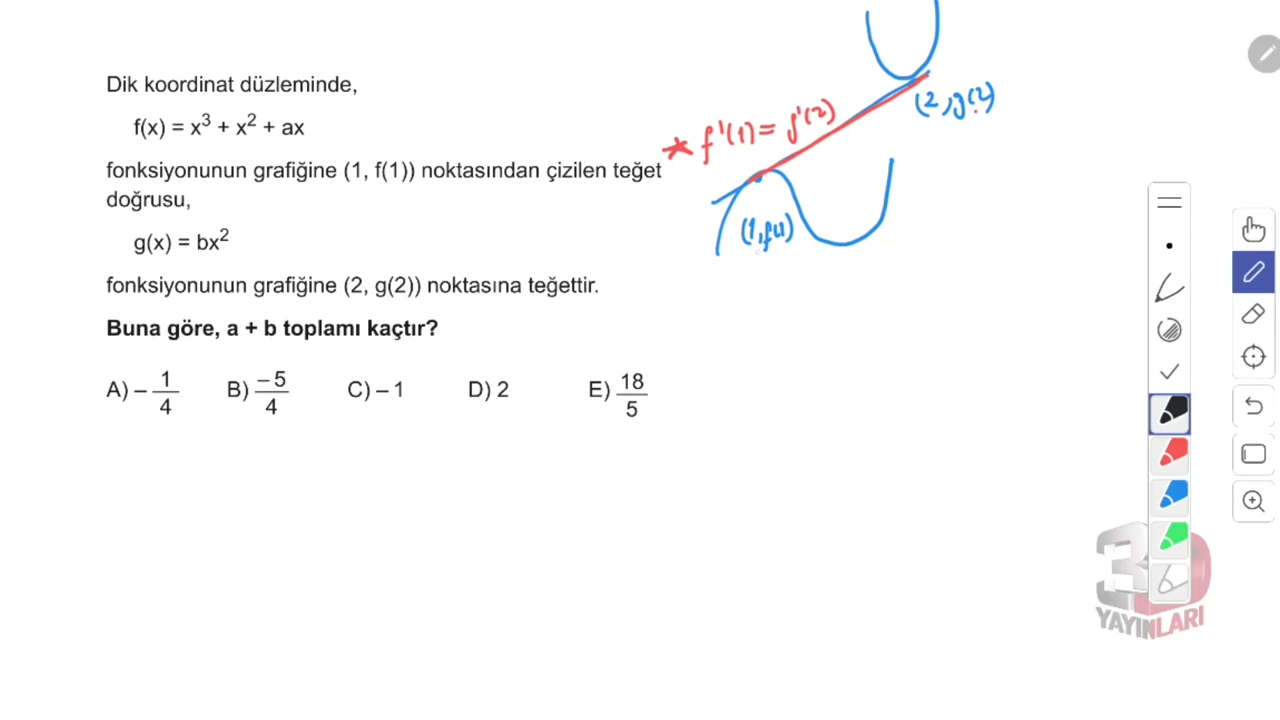 Dik koordinat düzleminde,
f(x) = x³ + x² + ax
fonksiyonunun grafiğine (1, f(1)) noktasından çizilen teğet
doğrusu,
g(x) = bx²
fonksiyonunun grafiğine (2, g(2)) noktasına teğettir.
Buna göre, a + b toplamı kaçtır?
A) – 1/4 B) –5/4 C) – 1 D) 2 E) 18/5
(2, g(2))
f'(1) = g'(2)
(1, f(1)
3D
YAYINLARI